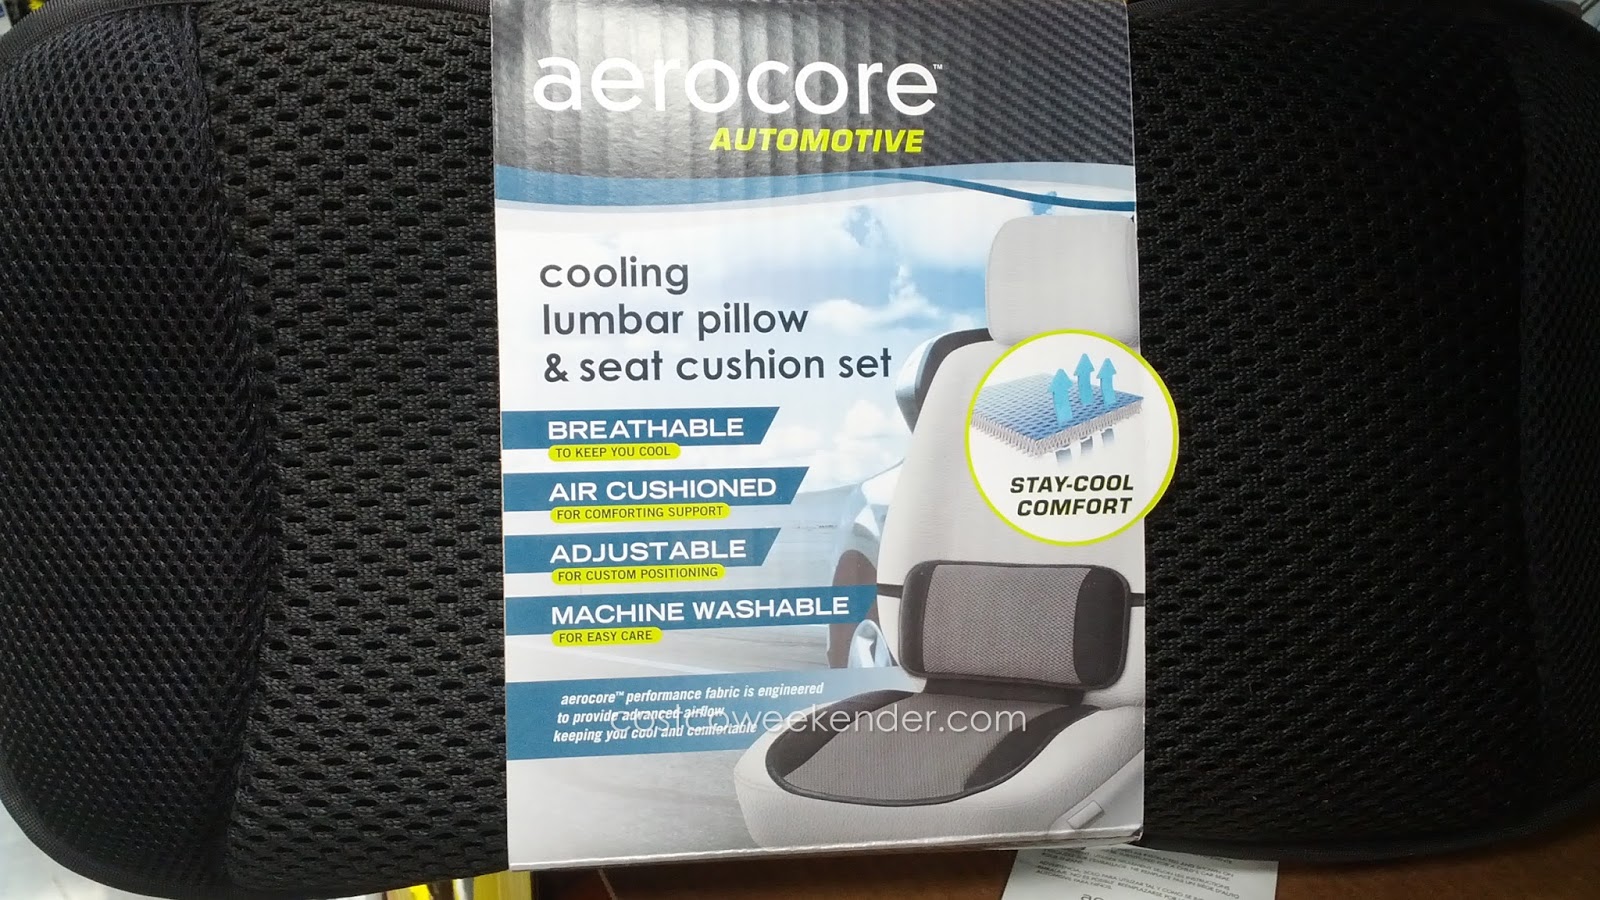 aerocore™
AUTOMOTIVE
cooling
lumbar pillow
& seat cushion set
BREATHABLE
TO KEEP YOU COOL
AIR CUSHIONED
FOR COMFORTING SUPPORT
ADJUSTABLE
FOR CUSTOM POSITIONING
MACHINE WASHABLE
FOR EASY CARE
STAY-COOL
COMFORT
aerocore™ performance fabric is engineered
to provide advanced airflow
keeping you cool and comfortable
costcoweekender.com